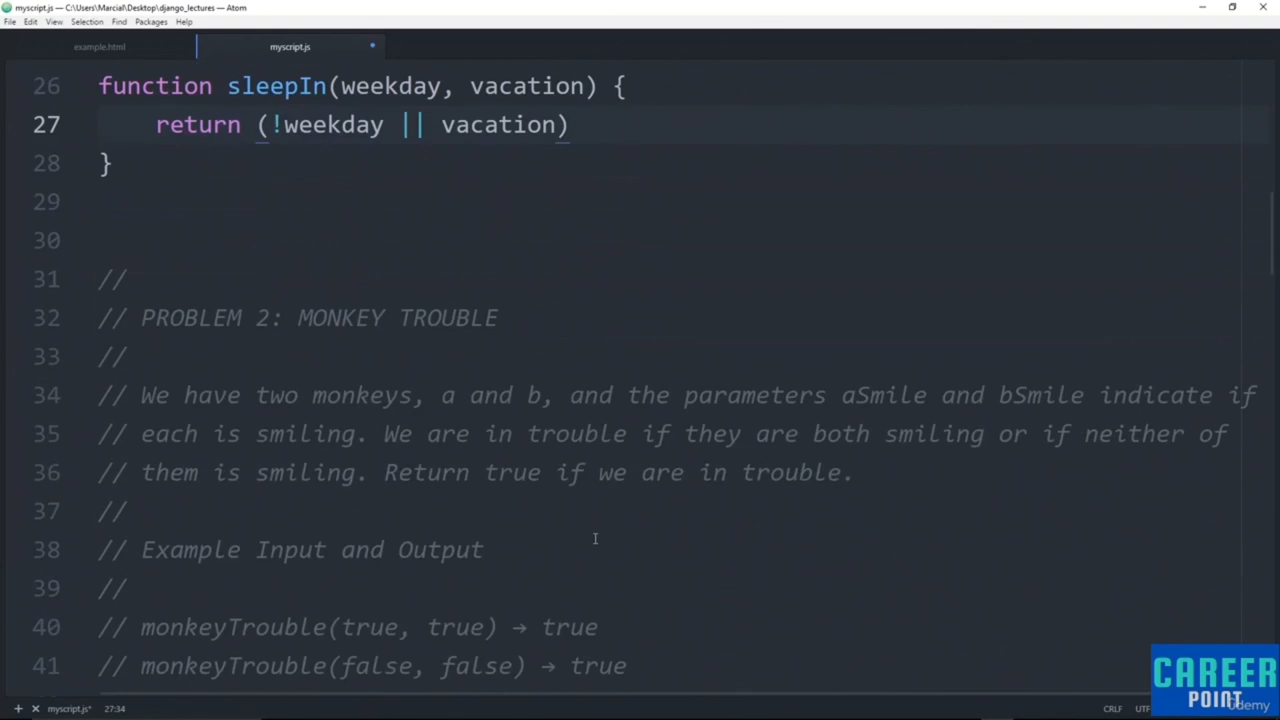 myscript.js — C:\Users\Marcial\Desktop\django_lectures — Atom
File Edit View Selection Find Packages Help
example.html myscript.js
26 function sleepIn(weekday, vacation) {
27 return (!weekday || vacation)
28 }
29
30
31 //
32 // PROBLEM 2: MONKEY TROUBLE
33 //
34 // We have two monkeys, a and b, and the parameters aSmile and bSmile indicate if
35 // each is smiling. We are in trouble if they are both smiling or if neither of
36 // them is smiling. Return true if we are in trouble.
37 //
38 // Example Input and Output
39 //
40 // monkeyTrouble(true, true) → true
41 // monkeyTrouble(false, false) → true
CAREER
POINT
udemy
+ × myscript.js* 27:34 CRLF